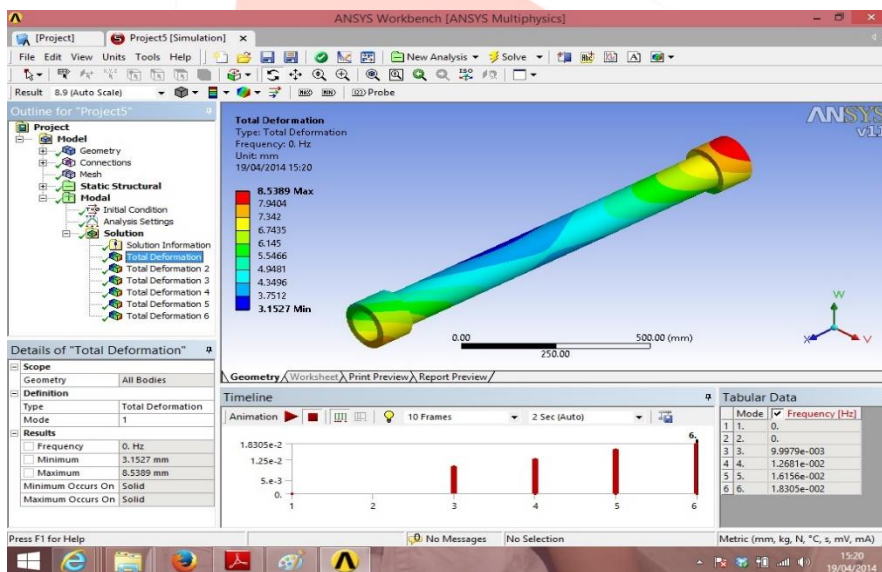 ANSYS Workbench [ANSYS Multiphysics]
[Project] Project5 [Simulation] ×
File Edit View Units Tools Help New Analysis Solve
Result 8.9 (Auto Scale) MAX MIN Probe
Outline for "Project5"
Project
Model
Geometry
Connections
Mesh
Static Structural
Modal
Initial Condition
Analysis Settings
Solution
Solution Information
Total Deformation
Total Deformation 2
Total Deformation 3
Total Deformation 4
Total Deformation 5
Total Deformation 6
Total Deformation
Type: Total Deformation
Frequency: 0. Hz
Unit: mm
19/04/2014 15:20
8.5389 Max
7.9404
7.342
6.7435
6.145
5.5466
4.9481
4.3496
3.7512
3.1527 Min
ANSYS
v11
W
X
V
0.00 500.00 (mm)
250.00
Geometry Worksheet Print Preview Report Preview
Details of "Total Deformation"
Scope
Geometry All Bodies
Definition
Type Total Deformation
Mode 1
Results
Frequency 0. Hz
Minimum 3.1527 mm
Maximum 8.5389 mm
Minimum Occurs On Solid
Maximum Occurs On Solid
Timeline
Animation 10 Frames 2 Sec (Auto)
6.
1.8305e-2
1.25e-2
5.e-3
0.
1 2 3 4 5 6
Tabular Data
Mode Frequency [Hz]
1 1. 0.
2 2. 0.
3 3. 9.9979e-003
4 4. 1.2681e-002
5 5. 1.6156e-002
6 6. 1.8305e-002
Press F1 for Help No Messages No Selection Metric (mm, kg, N, °C, s, mV, mA)
15:20
19/04/2014